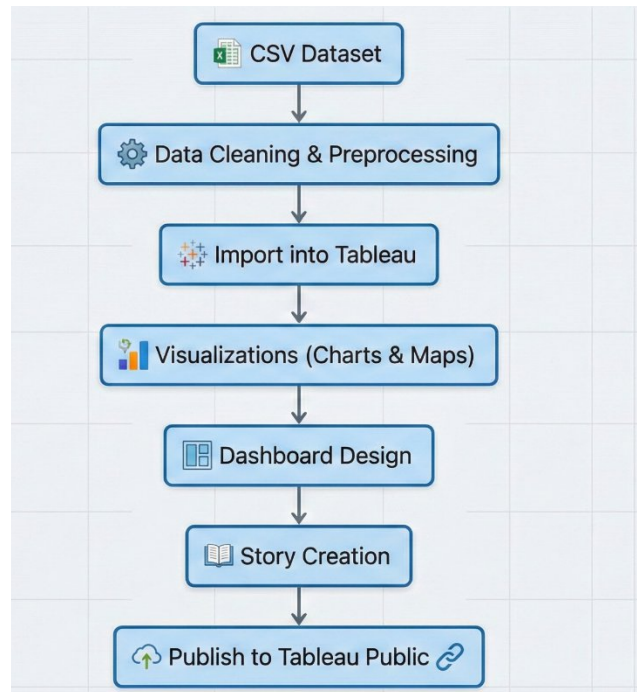 CSV Dataset
Data Cleaning & Preprocessing
Import into Tableau
Visualizations (Charts & Maps)
Dashboard Design
Story Creation
Publish to Tableau Public